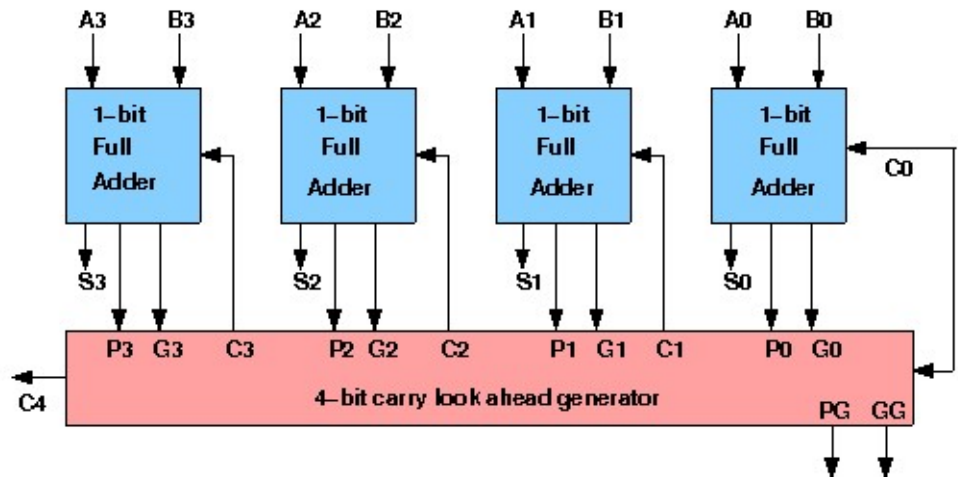 A3 B3 A2 B2 A1 B1 A0 B0
1-bit Full Adder
1-bit Full Adder
1-bit Full Adder
1-bit Full Adder
C0
S3 S2 S1 S0
P3 G3 C3 P2 G2 C2 P1 G1 C1 P0 G0
C4
4-bit carry look ahead generator
PG GG